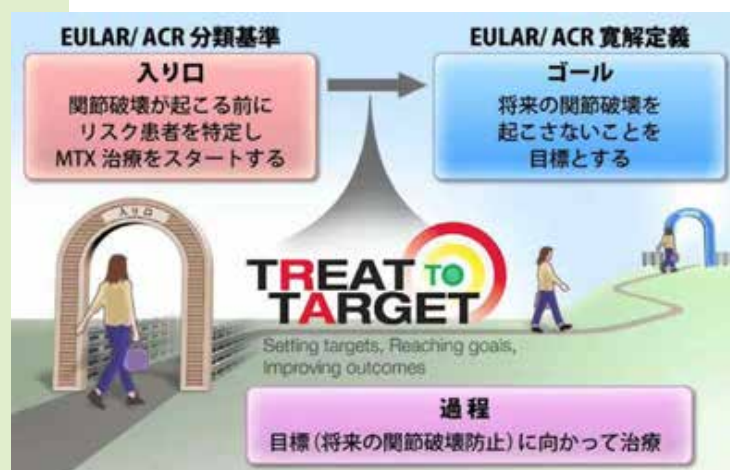 EULAR/ ACR 分類基準
入り口
関節破壊が起こる前に
リスク患者を特定し
MTX 治療をスタートする
EULAR/ ACR 寛解定義
ゴール
将来の関節破壊を
起こさないことを
目標とする
入り口
TREAT TO
TARGET
Setting targets, Reaching goals,
Improving outcomes
過程
目標(将来の関節破壊防止)に向かって治療